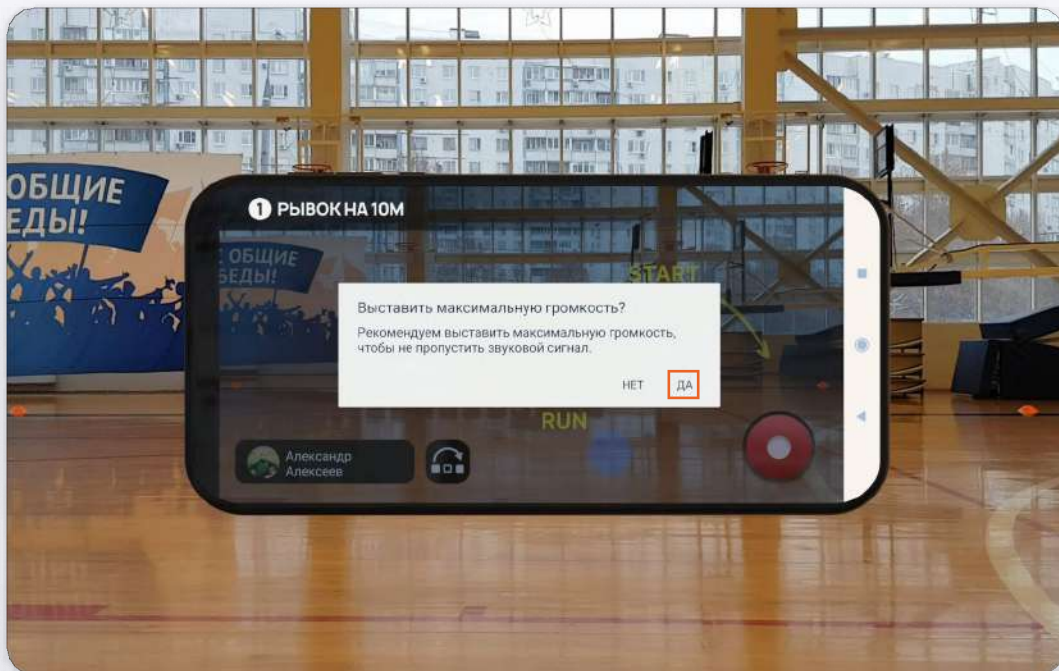 ОБЩИЕ
ЕДЫ!
1 РЫВОК НА 10М
ОБЩИЕ
БЕДЫ!
START
Выставить максимальную громкость?
Рекомендуем выставить максимальную громкость,
чтобы не пропустить звуковой сигнал.
НЕТ ДА
RUN
Александр
Алексеев